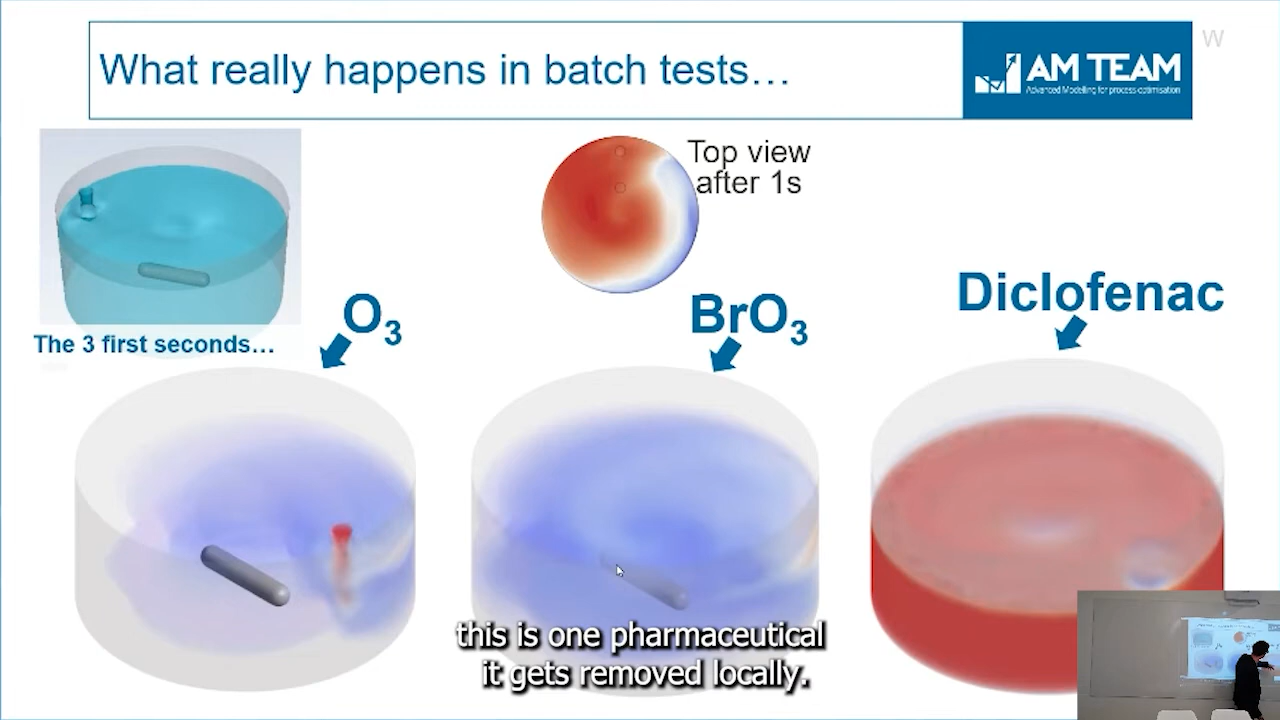 What really happens in batch tests...
W
AM TEAM
Advanced Modelling for process optimisation
Top view
after 1s
The 3 first seconds...
O3
BrO3
Diclofenac
this is one pharmaceutical
it gets removed locally.